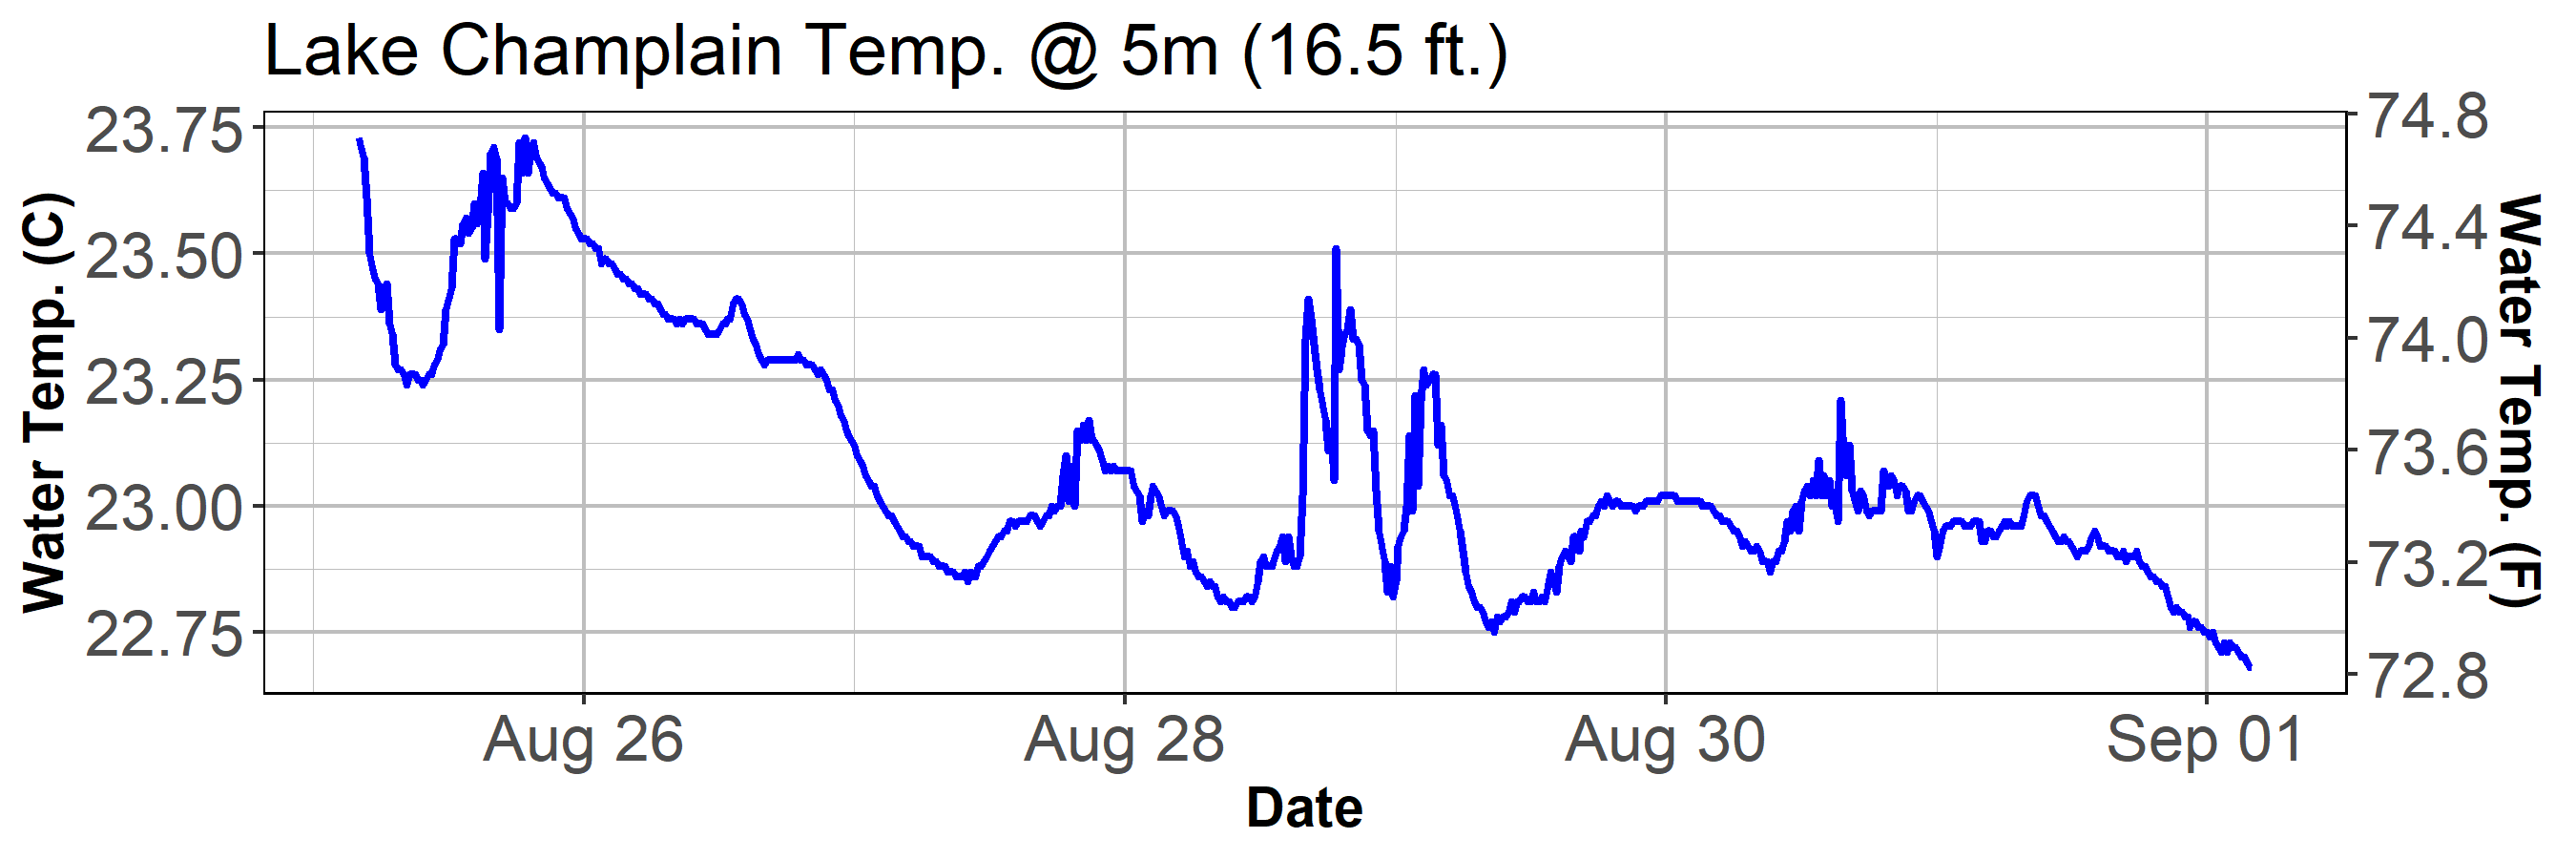 Lake Champlain Temp. @ 5m (16.5 ft.)
Water Temp. (C)
23.75
23.50
23.25
23.00
22.75
74.8
74.4
74.0
73.6
73.2
72.8
Water Temp. (F)
Aug 26
Aug 28
Aug 30
Sep 01
Date